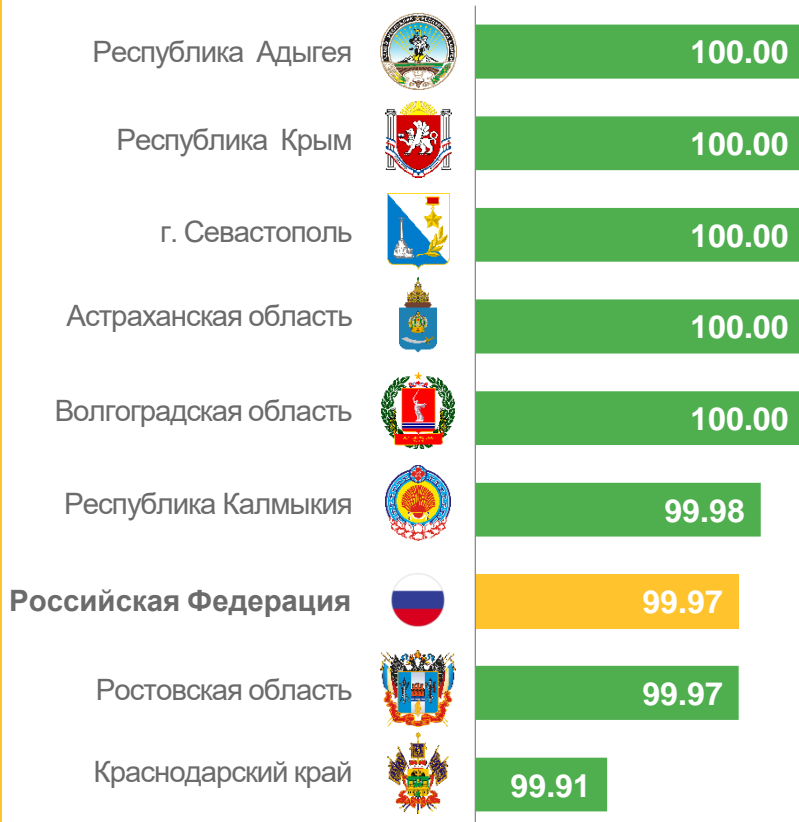 Республика Адыгея 100.00
Республика Крым 100.00
г. Севастополь 100.00
Астраханская область 100.00
Волгоградская область 100.00
Республика Калмыкия 99.98
Российская Федерация 99.97
Ростовская область 99.97
Краснодарский край 99.91